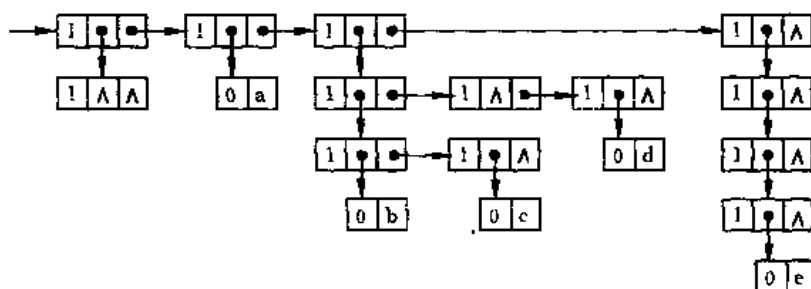 1 1 1 1 ∧
1 ∧ ∧ 0 a 1 1 ∧ 1 ∧ 1 ∧
1 1 ∧ 0 d 1 ∧
0 b 0 c 1 ∧
0 e